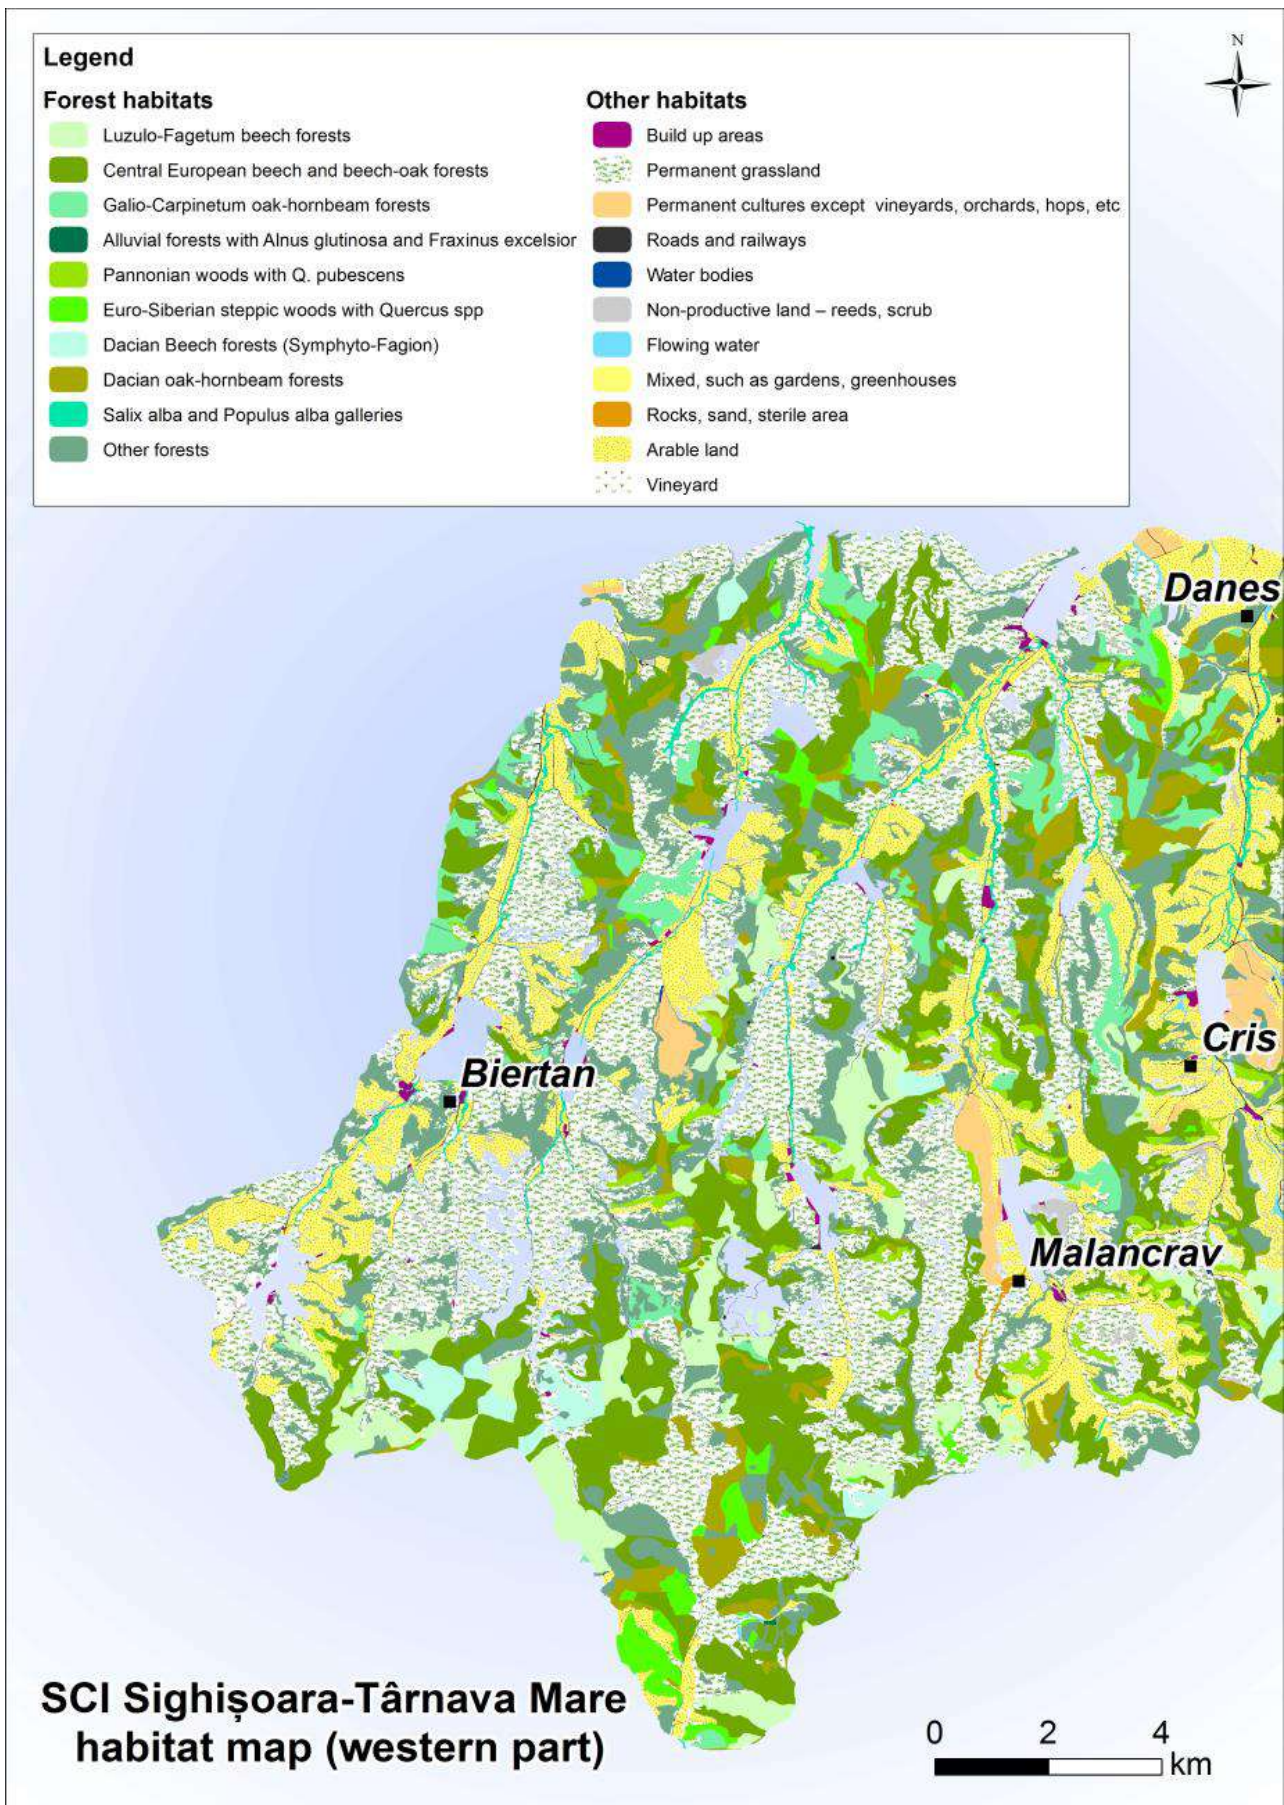 N
Legend
Forest habitats
Luzulo-Fagetum beech forests
Central European beech and beech-oak forests
Galio-Carpinetum oak-hornbeam forests
Alluvial forests with Alnus glutinosa and Fraxinus excelsior
Pannonian woods with Q. pubescens
Euro-Siberian steppic woods with Quercus spp
Dacian Beech forests (Symphyto-Fagion)
Dacian oak-hornbeam forests
Salix alba and Populus alba galleries
Other forests
Other habitats
Build up areas
Permanent grassland
Permanent cultures except vineyards, orchards, hops, etc
Roads and railways
Water bodies
Non-productive land – reeds, scrub
Flowing water
Mixed, such as gardens, greenhouses
Rocks, sand, sterile area
Arable land
Vineyard
Danes
Cris
Biertan
Malancrav
SCI Sighișoara-Târnava Mare
habitat map (western part)
0 2 4
km